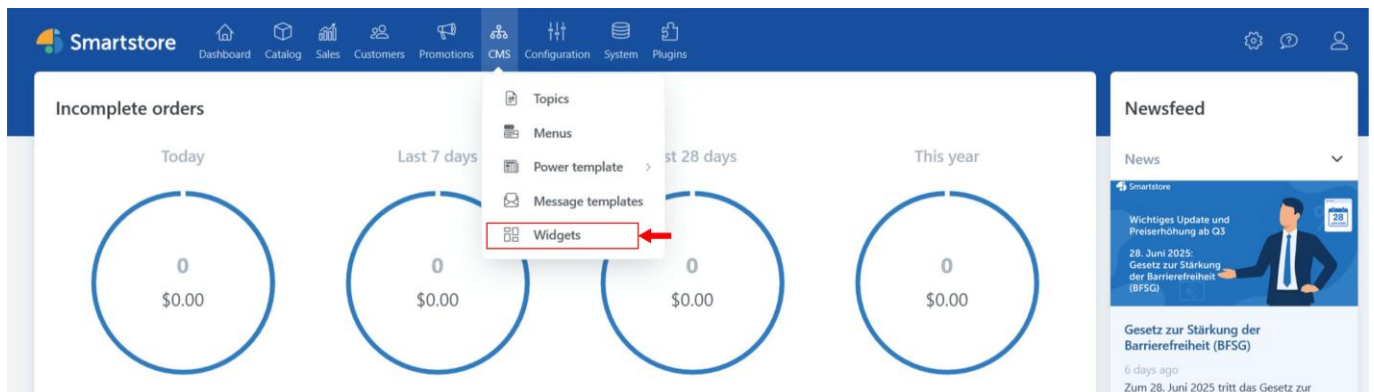 Smartstore
Dashboard Catalog Sales Customers Promotions CMS Configuration System Plugins
Incomplete orders
Today
0
$0.00
Last 7 days
0
$0.00
st 28 days
0
$0.00
This year
0
$0.00
Topics
Menus
Power template
Message templates
Widgets
Newsfeed
News
Smartstore
Wichtiges Update und
Preiserhöhung ab Q3
28. Juni 2025:
Gesetz zur Stärkung
der Barrierefreiheit
(BFSG)
28
Gesetz zur Stärkung der
Barrierefreiheit (BFSG)
6 days ago
Zum 28. Juni 2025 tritt das Gesetz zur